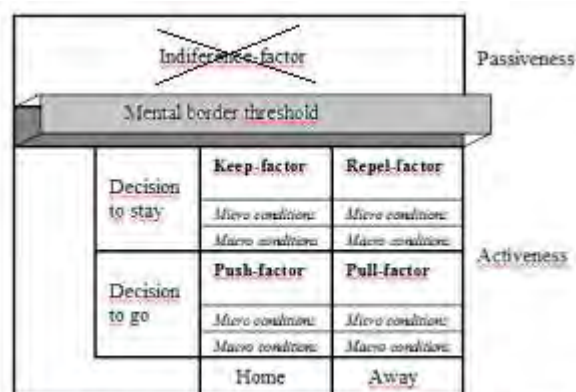 Indiference-factor
Passiveness
Mental border threshold
Decision to stay
Keep-factor
Repel-factor
Micro conditions
Micro conditions
Macro conditions
Macro conditions
Activeness
Decision to go
Push-factor
Pull-factor
Micro conditions
Micro conditions
Macro conditions
Macro conditions
Home
Away